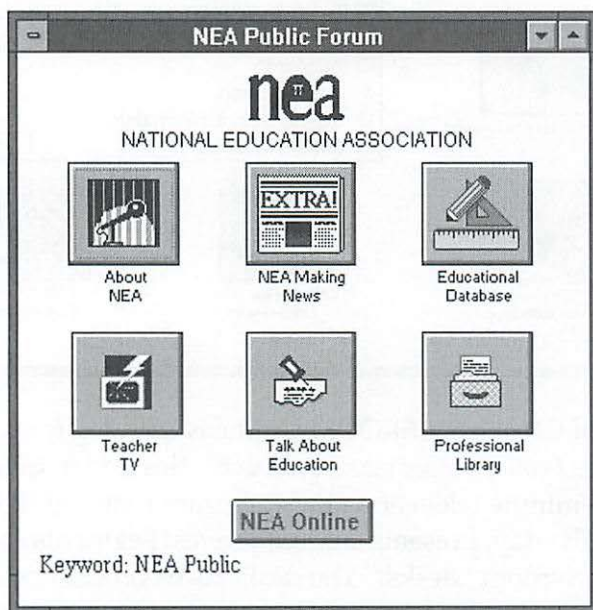 NEA Public Forum
nea
NATIONAL EDUCATION ASSOCIATION
EXTRA!
About
NEA
NEA Making
News
Educational
Database
Teacher
TV
Talk About
Education
Professional
Library
NEA Online
Keyword: NEA Public